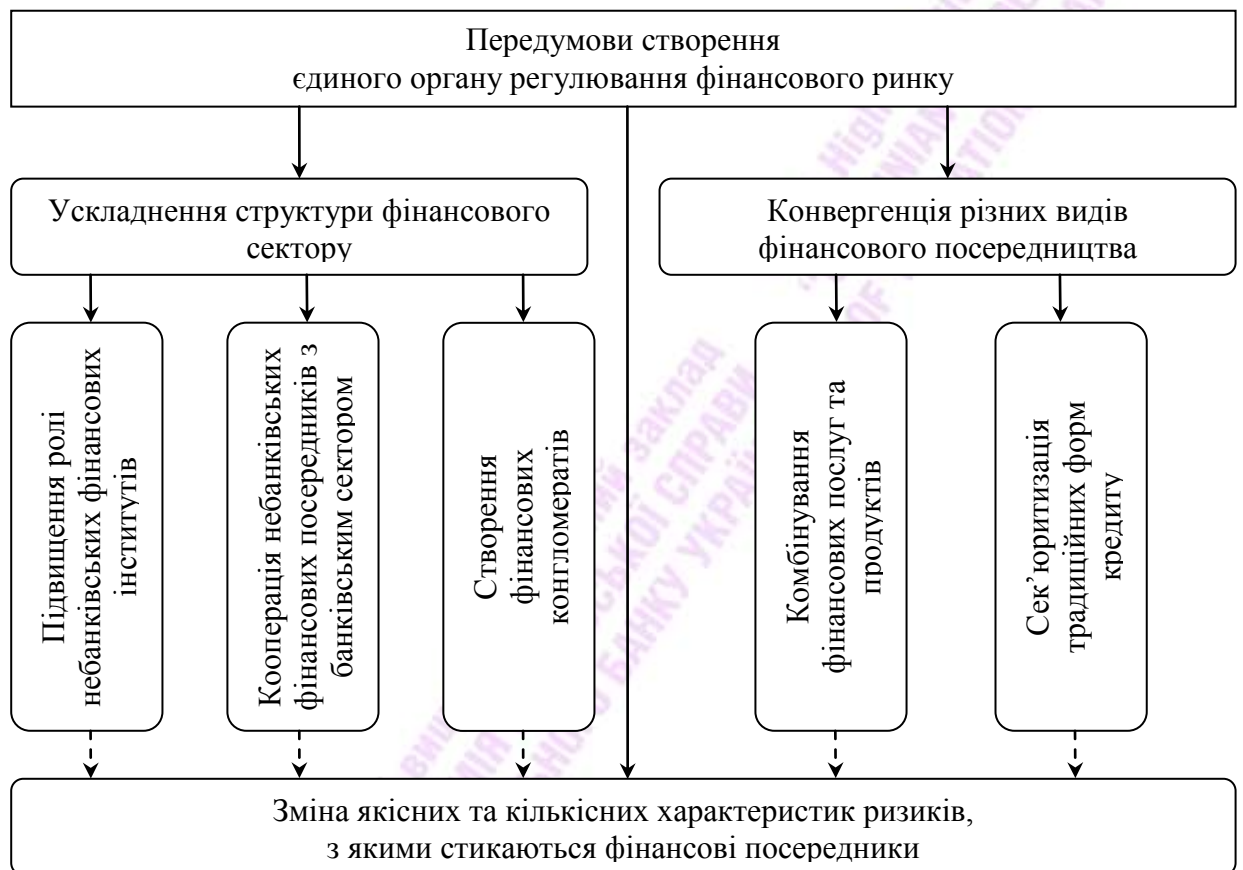 Передумови створення
єдиного органу регулювання фінансового ринку
Ускладнення структури фінансового
сектору
Конвергенція різних видів
фінансового посередництва
Підвищення ролі
небанківських фінансових
інститутів
Кооперація небанківських
фінансових посередників з
банківським сектором
Створення
фінансових
конгломератів
Комбінування
фінансових послуг та
продуктів
Сек’юритизація
традиційних форм
кредиту
Зміна якісних та кількісних характеристик ризиків,
з якими стикаються фінансові посередники